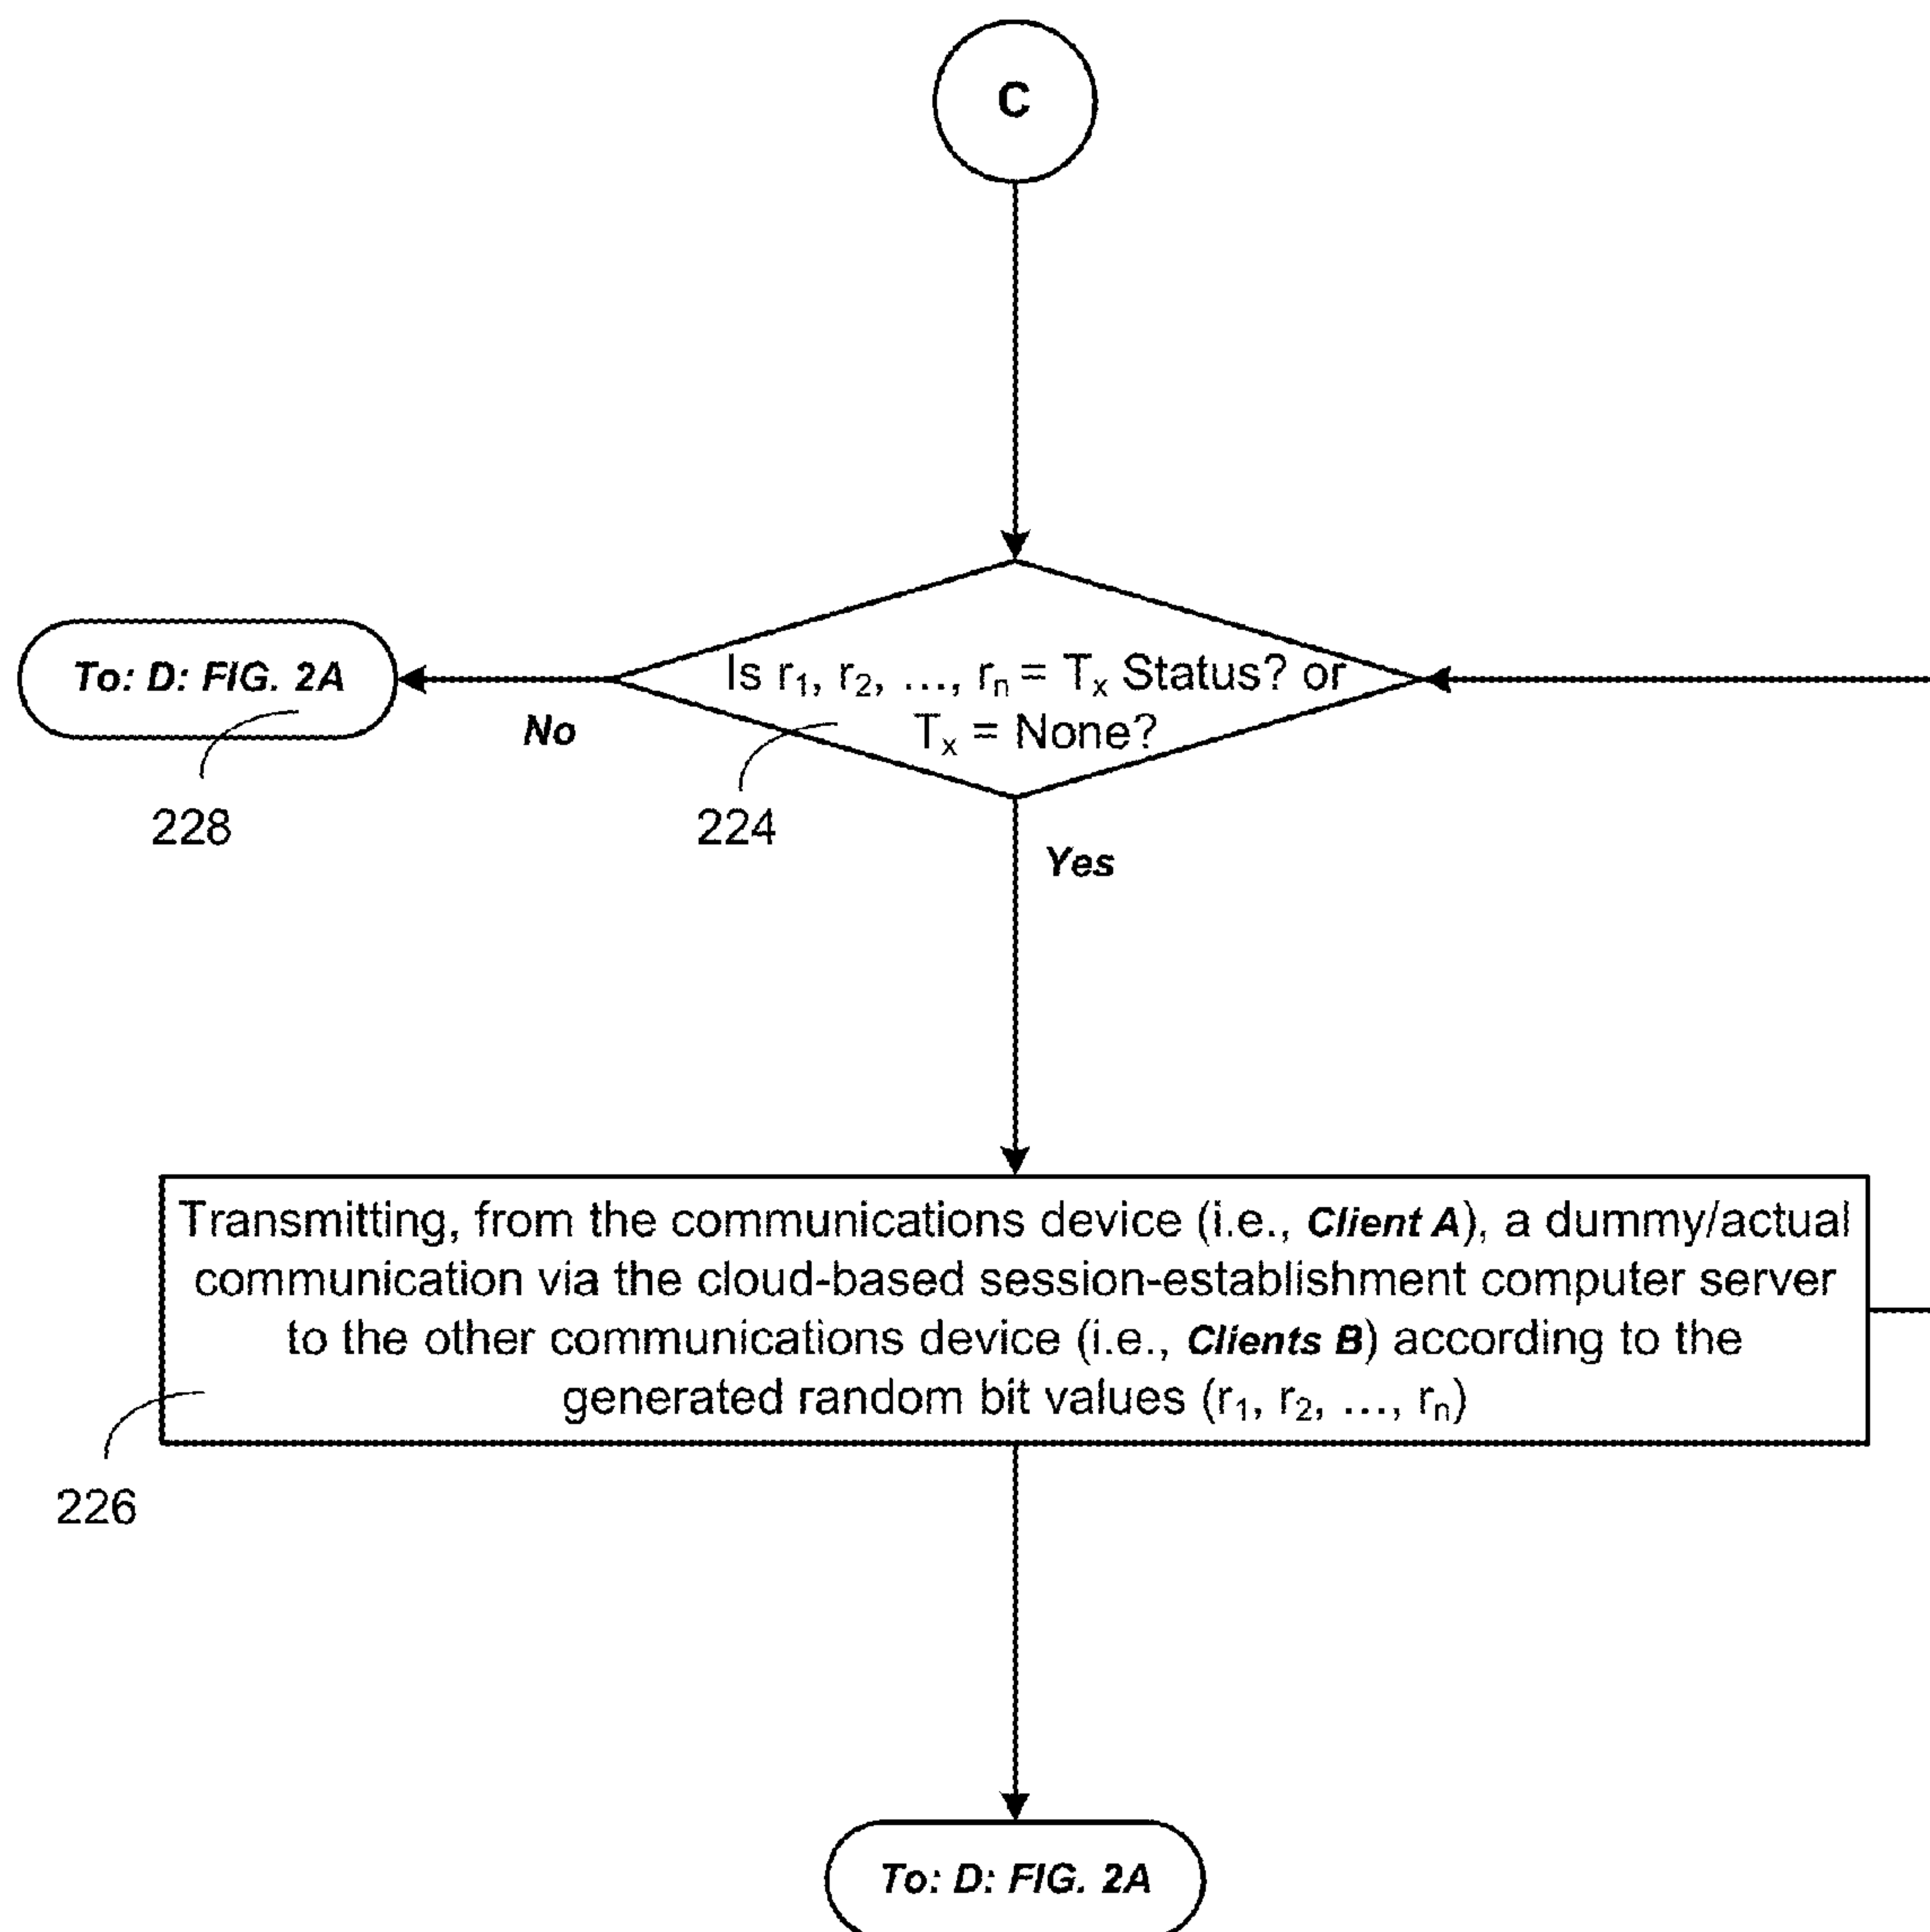 C
Is r₁, r₂, ..., rₙ = Tₓ Status? or
Tₓ = None?
To: D: FIG. 2A
No
228
224
Yes
Transmitting, from the communications device (i.e., Client A), a dummy/actual
communication via the cloud-based session-establishment computer server
to the other communications device (i.e., Clients B) according to the
generated random bit values (r₁, r₂, ..., rₙ)
226
To: D: FIG. 2A